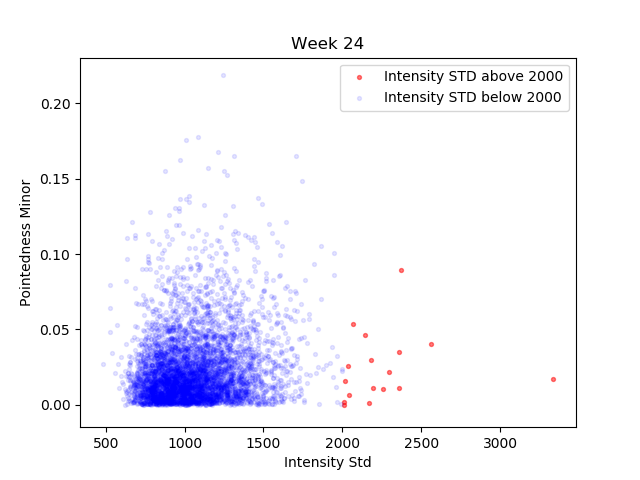 Week 24
Intensity STD above 2000
Intensity STD below 2000
0.20
0.15
0.10
0.05
0.00
Pointedness Minor
500 1000 1500 2000 2500 3000
Intensity Std